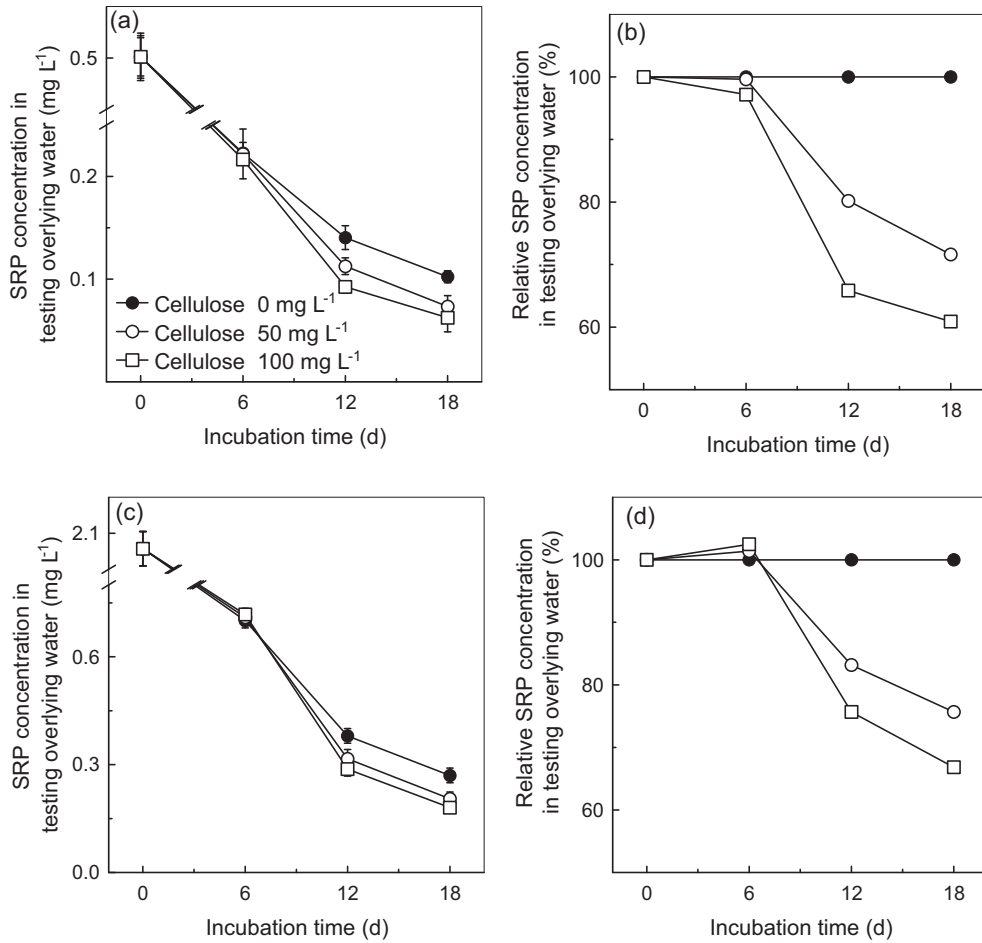 (a)
SRP concentration in
testing overlying water (mg L-1)
0.5
0.2
0.1
Cellulose 0 mg L-1
Cellulose 50 mg L-1
Cellulose 100 mg L-1
0 6 12 18
Incubation time (d)
(b)
Relative SRP concentration
in testing overlying water (%)
100
80
60
0 6 12 18
Incubation time (d)
(c)
SRP concentration in
testing overlying water (mg L-1)
2.1
0.6
0.3
0.0
0 6 12 18
Incubation time (d)
(d)
Relative SRP concentration
in testing overlying water (%)
100
80
60
0 6 12 18
Incubation time (d)